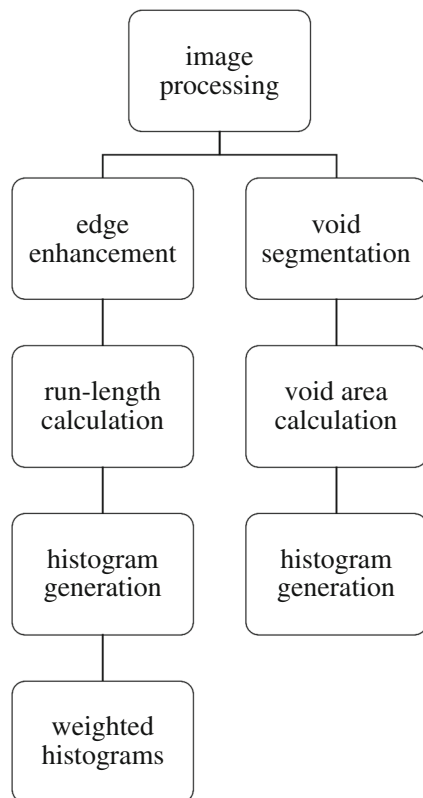 image
processing
edge
enhancement
void
segmentation
run-length
calculation
void area
calculation
histogram
generation
histogram
generation
weighted
histograms